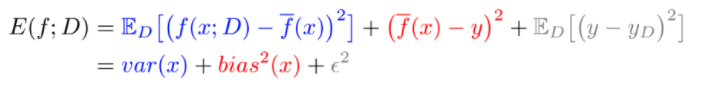 E(f; D) = 𝔼_D[(f(x; D) − f̅(x))²] + (f̅(x) − y)² + 𝔼_D[(y − y_D)²]
= var(x) + bias²(x) + ϵ²